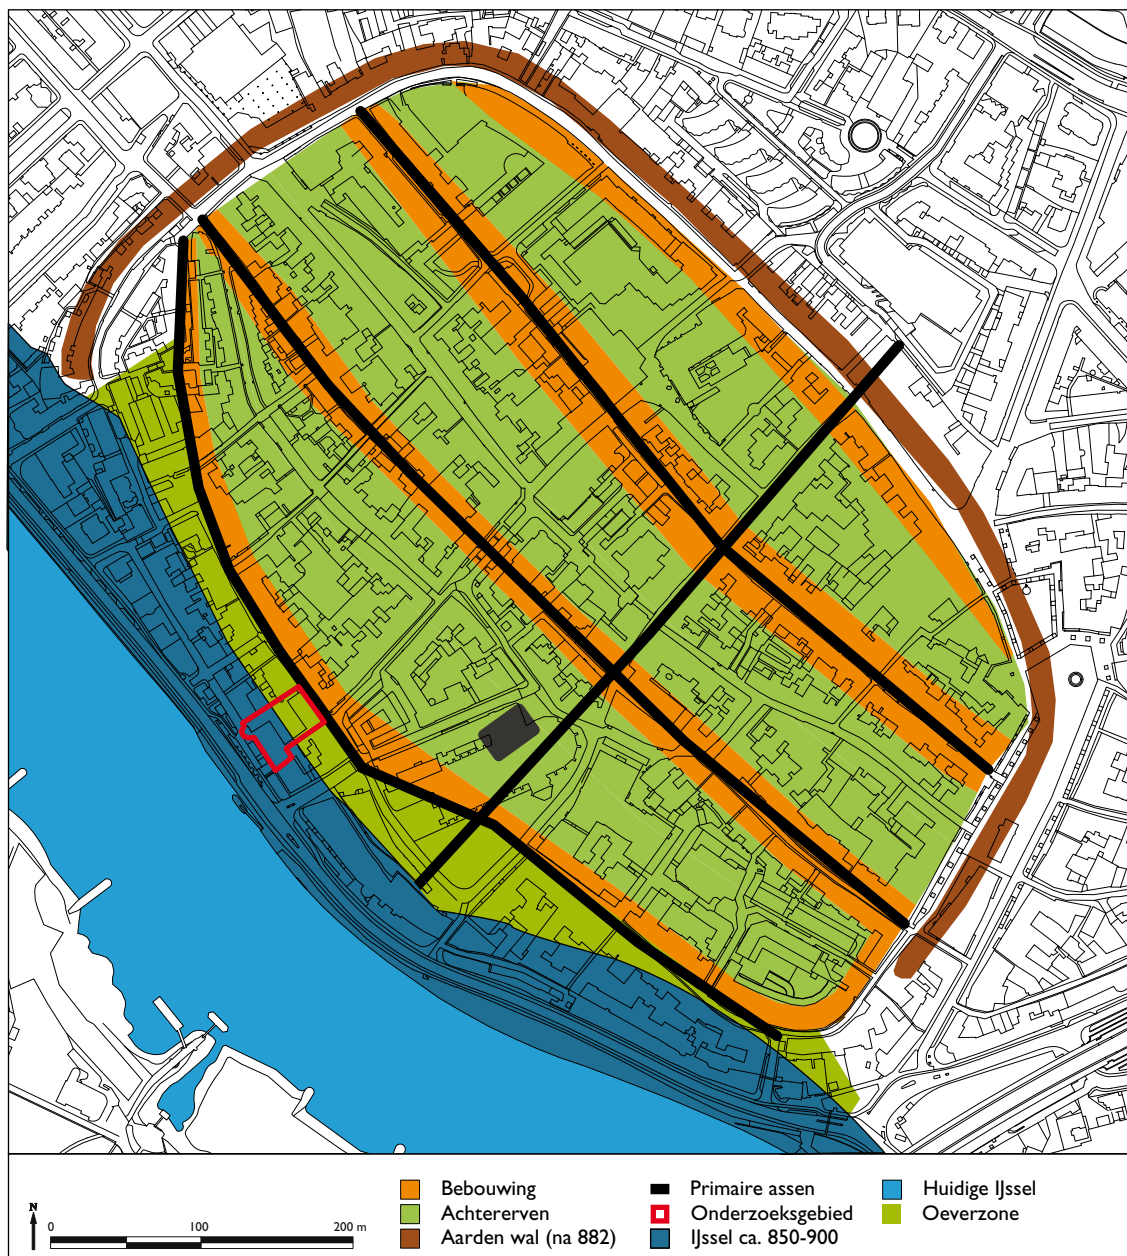 N
0 100 200 m
Bebouwing
Achtererven
Aarden wal (na 882)
Primaire assen
Onderzoeksgebied
IJssel ca. 850-900
Huidige IJssel
Oeverzone